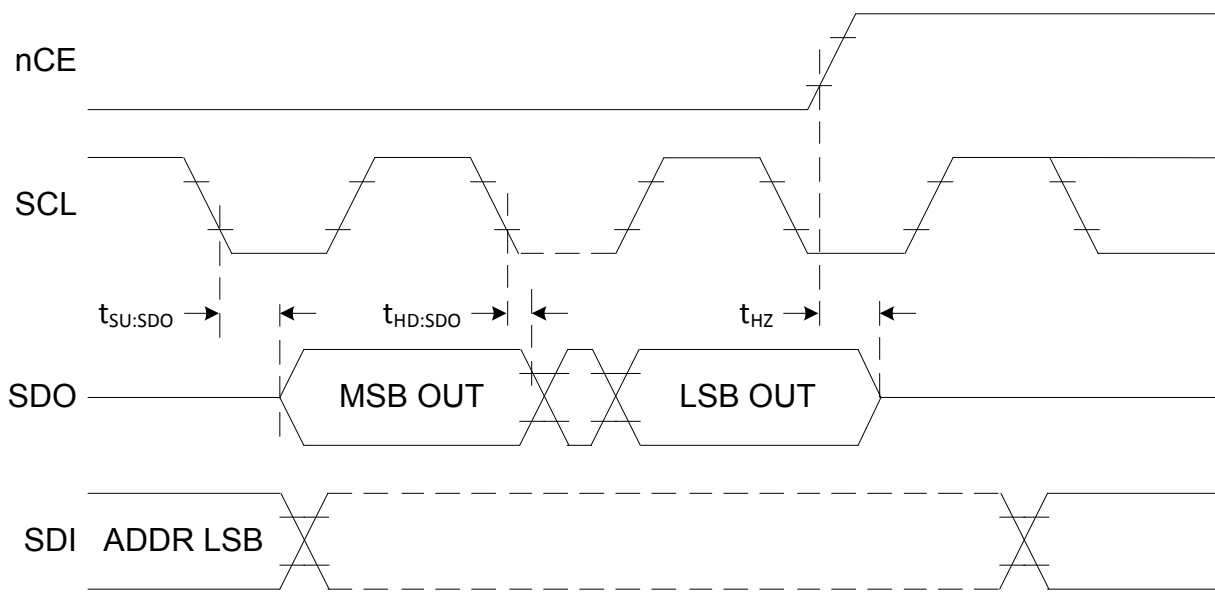 nCE
SCL
tSU:SDO
tHD:SDO
tHZ
SDO
MSB OUT
LSB OUT
SDI
ADDR LSB